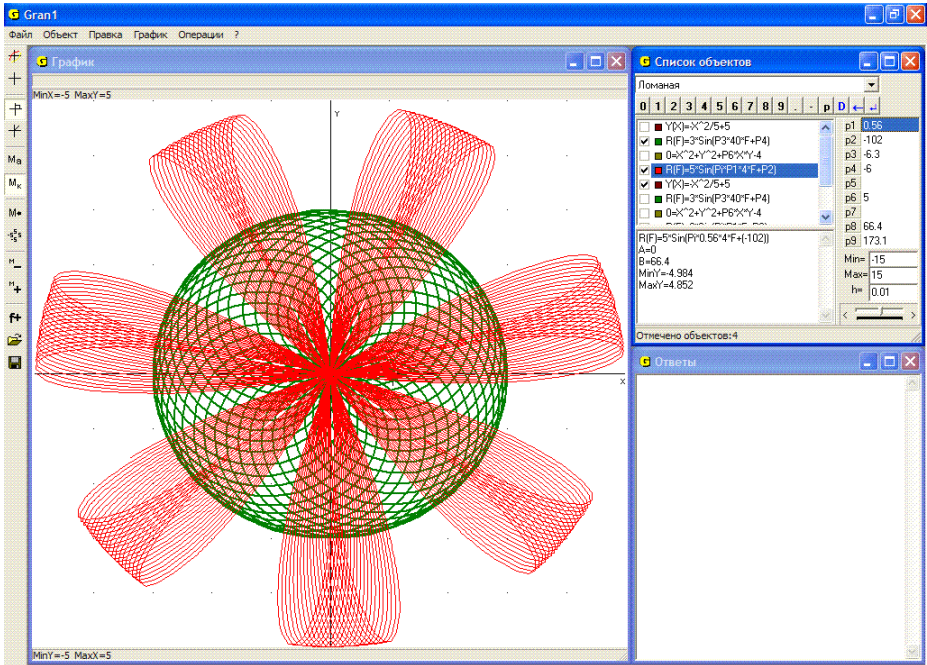 Gran1
Файл Объект Правка График Операции ?
График
MinX=-5 MaxY=5
Y
X
MinY=-5 MaxX=5
Ma
Mк
M•
M
M
f+
Список объектов
Ломаная
0 1 2 3 4 5 6 7 8 9 . - p D
Y(X)=-X^2/5+5
R(F)=3*Sin(P3*40*F+P4)
0=X^2+Y^2+P6*X*Y-4
R(F)=5*Sin(Pi*P1*4*F+P2)
Y(X)=-X^2/5+5
R(F)=3*Sin(P3*40*F+P4)
0=X^2+Y^2+P6*X*Y-4
p1 0.56
p2 -102
p3 -6.3
p4 -6
p5
p6 5
p7
p8 66.4
p9 173.1
Min= -15
Max= 15
h= 0.01
R(F)=5*Sin(Pi*0.56*4*F+(-102))
A=0
B=66.4
MinY=-4.984
MaxY=4.852
Отмечено объектов:4
Ответы